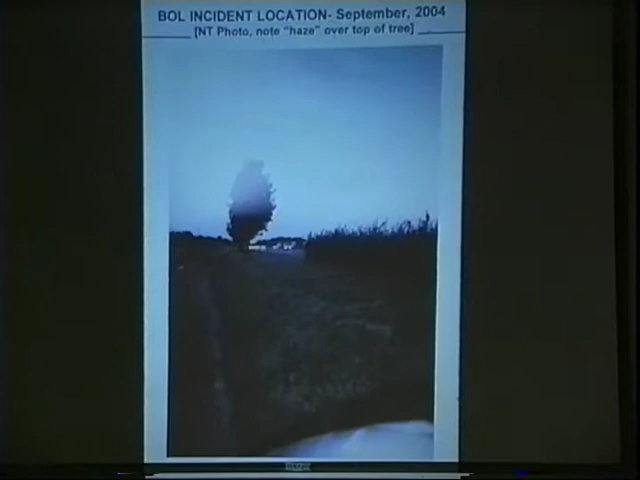 BOL INCIDENT LOCATION- September, 2004
[NT Photo, note "haze" over top of tree]